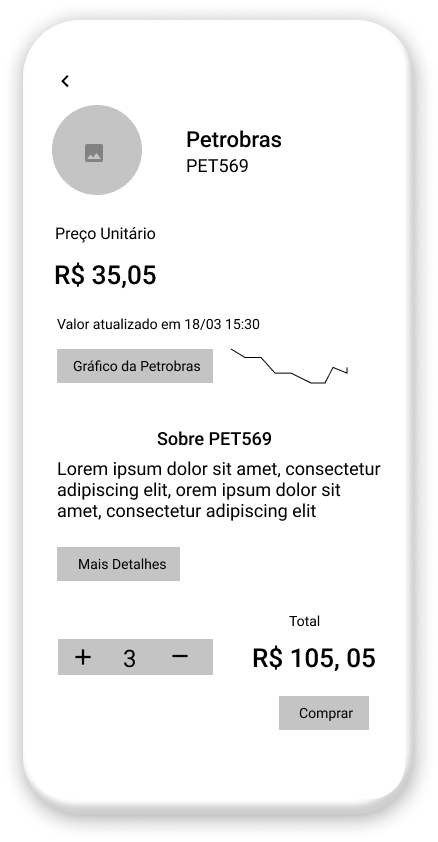 Petrobras
PET569
Preço Unitário
R$ 35,05
Valor atualizado em 18/03 15:30
Gráfico da Petrobras
Sobre PET569
Lorem ipsum dolor sit amet, consectetur
adipiscing elit, orem ipsum dolor sit
amet, consectetur adipiscing elit
Mais Detalhes
Total
+ 3 −
R$ 105, 05
Comprar